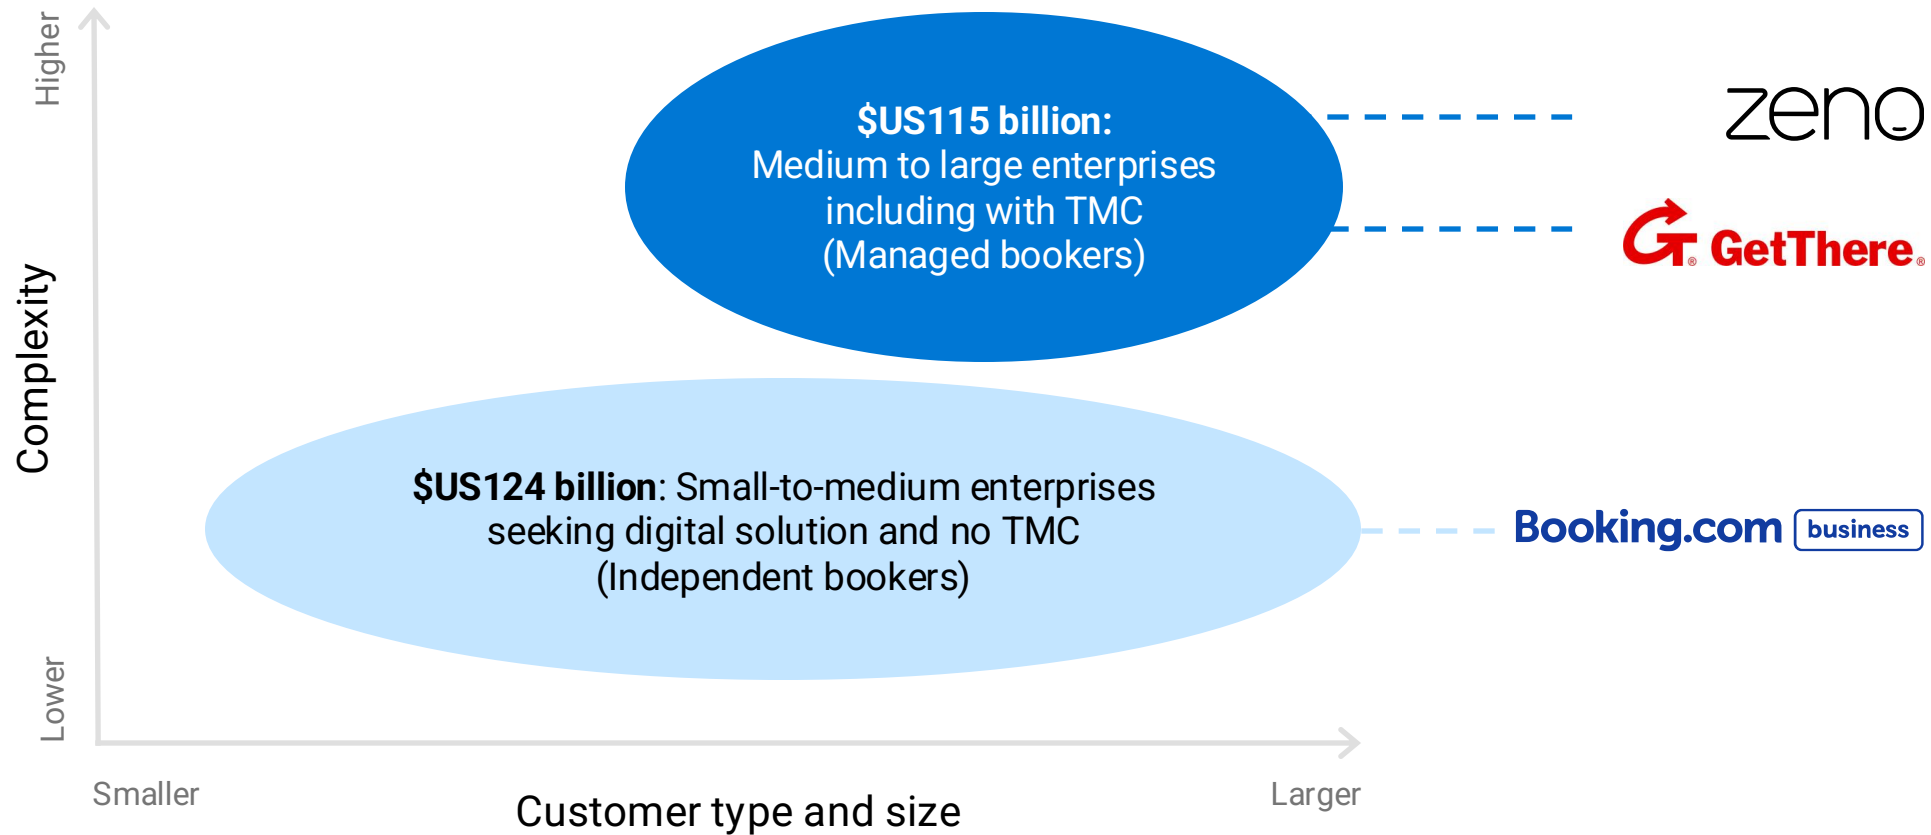 Higher
$US115 billion:
Medium to large enterprises
including with TMC
(Managed bookers)
zeno
GT® GetThere®
Complexity
$US124 billion: Small-to-medium enterprises
seeking digital solution and no TMC
(Independent bookers)
Booking.com business
Lower
Smaller
Customer type and size
Larger